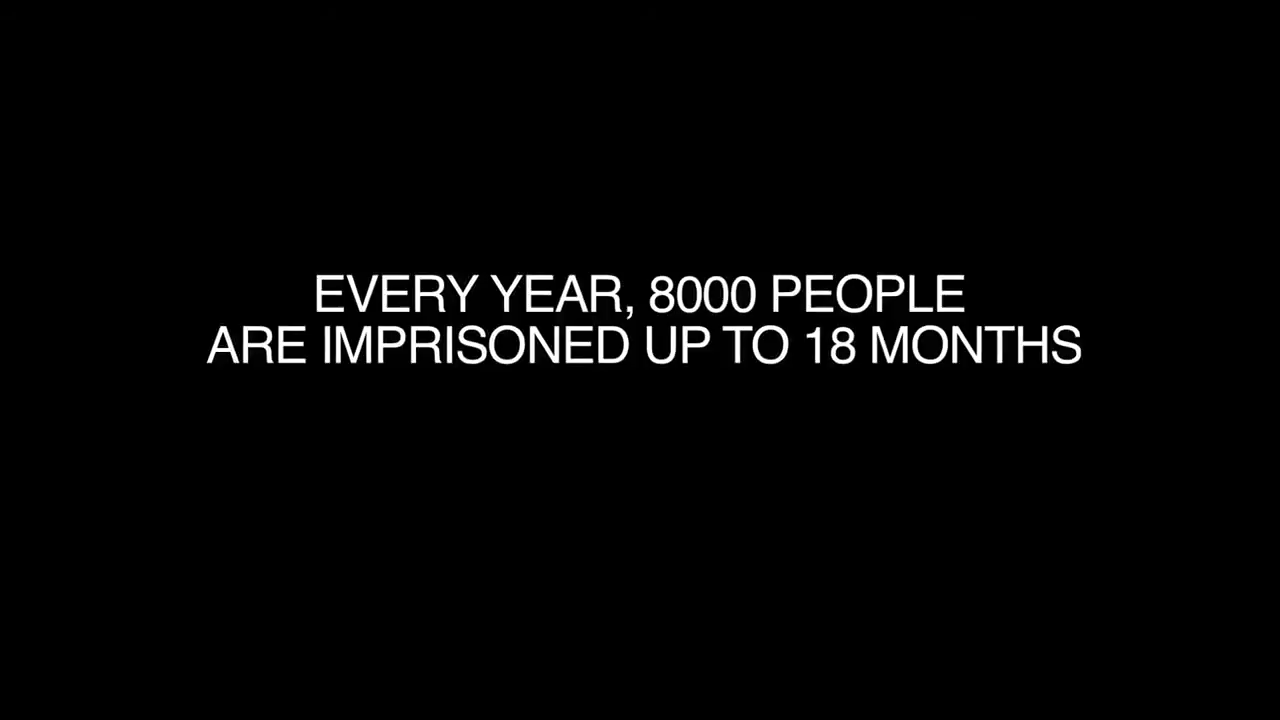 EVERY YEAR, 8000 PEOPLE
ARE IMPRISONED UP TO 18 MONTHS